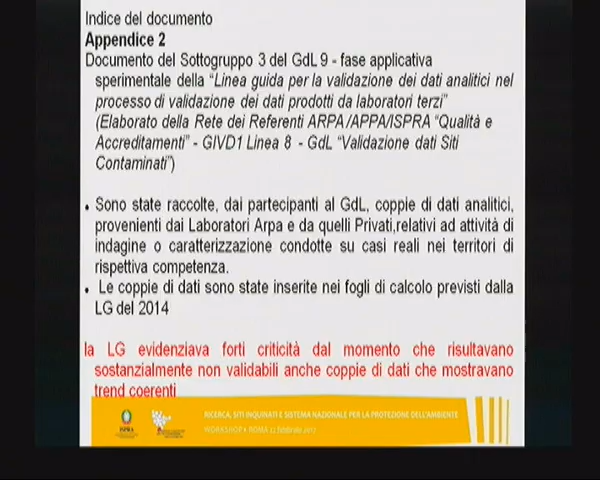 Indice del documento
Appendice 2
Documento del Sottogruppo 3 del GdL 9 - fase applicativa
sperimentale della “Linea guida per la validazione dei dati analitici nel
processo di validazione dei dati prodotti da laboratori terzi”
(Elaborato della Rete dei Referenti ARPA/APPA/ISPRA “Qualità e
Accreditamenti” - GIVD1 Linea 8 - GdL “Validazione dati Siti
Contaminati”)
• Sono state raccolte, dai partecipanti al GdL, coppie di dati analitici,
provenienti dai Laboratori Arpa e da quelli Privati,relativi ad attività di
indagine o caratterizzazione condotte su casi reali nei territori di
rispettiva competenza.
• Le coppie di dati sono state inserite nei fogli di calcolo previsti dalla
LG del 2014
la LG evidenziava forti criticità dal momento che risultavano
sostanzialmente non validabili anche coppie di dati che mostravano
trend coerenti
RICERCA, SITI INQUINATI E SISTEMA NAZIONALE PER LA PROTEZIONE DELL'AMBIENTE
WORKSHOP • ROMA 22 febbraio 2017
ISPRA